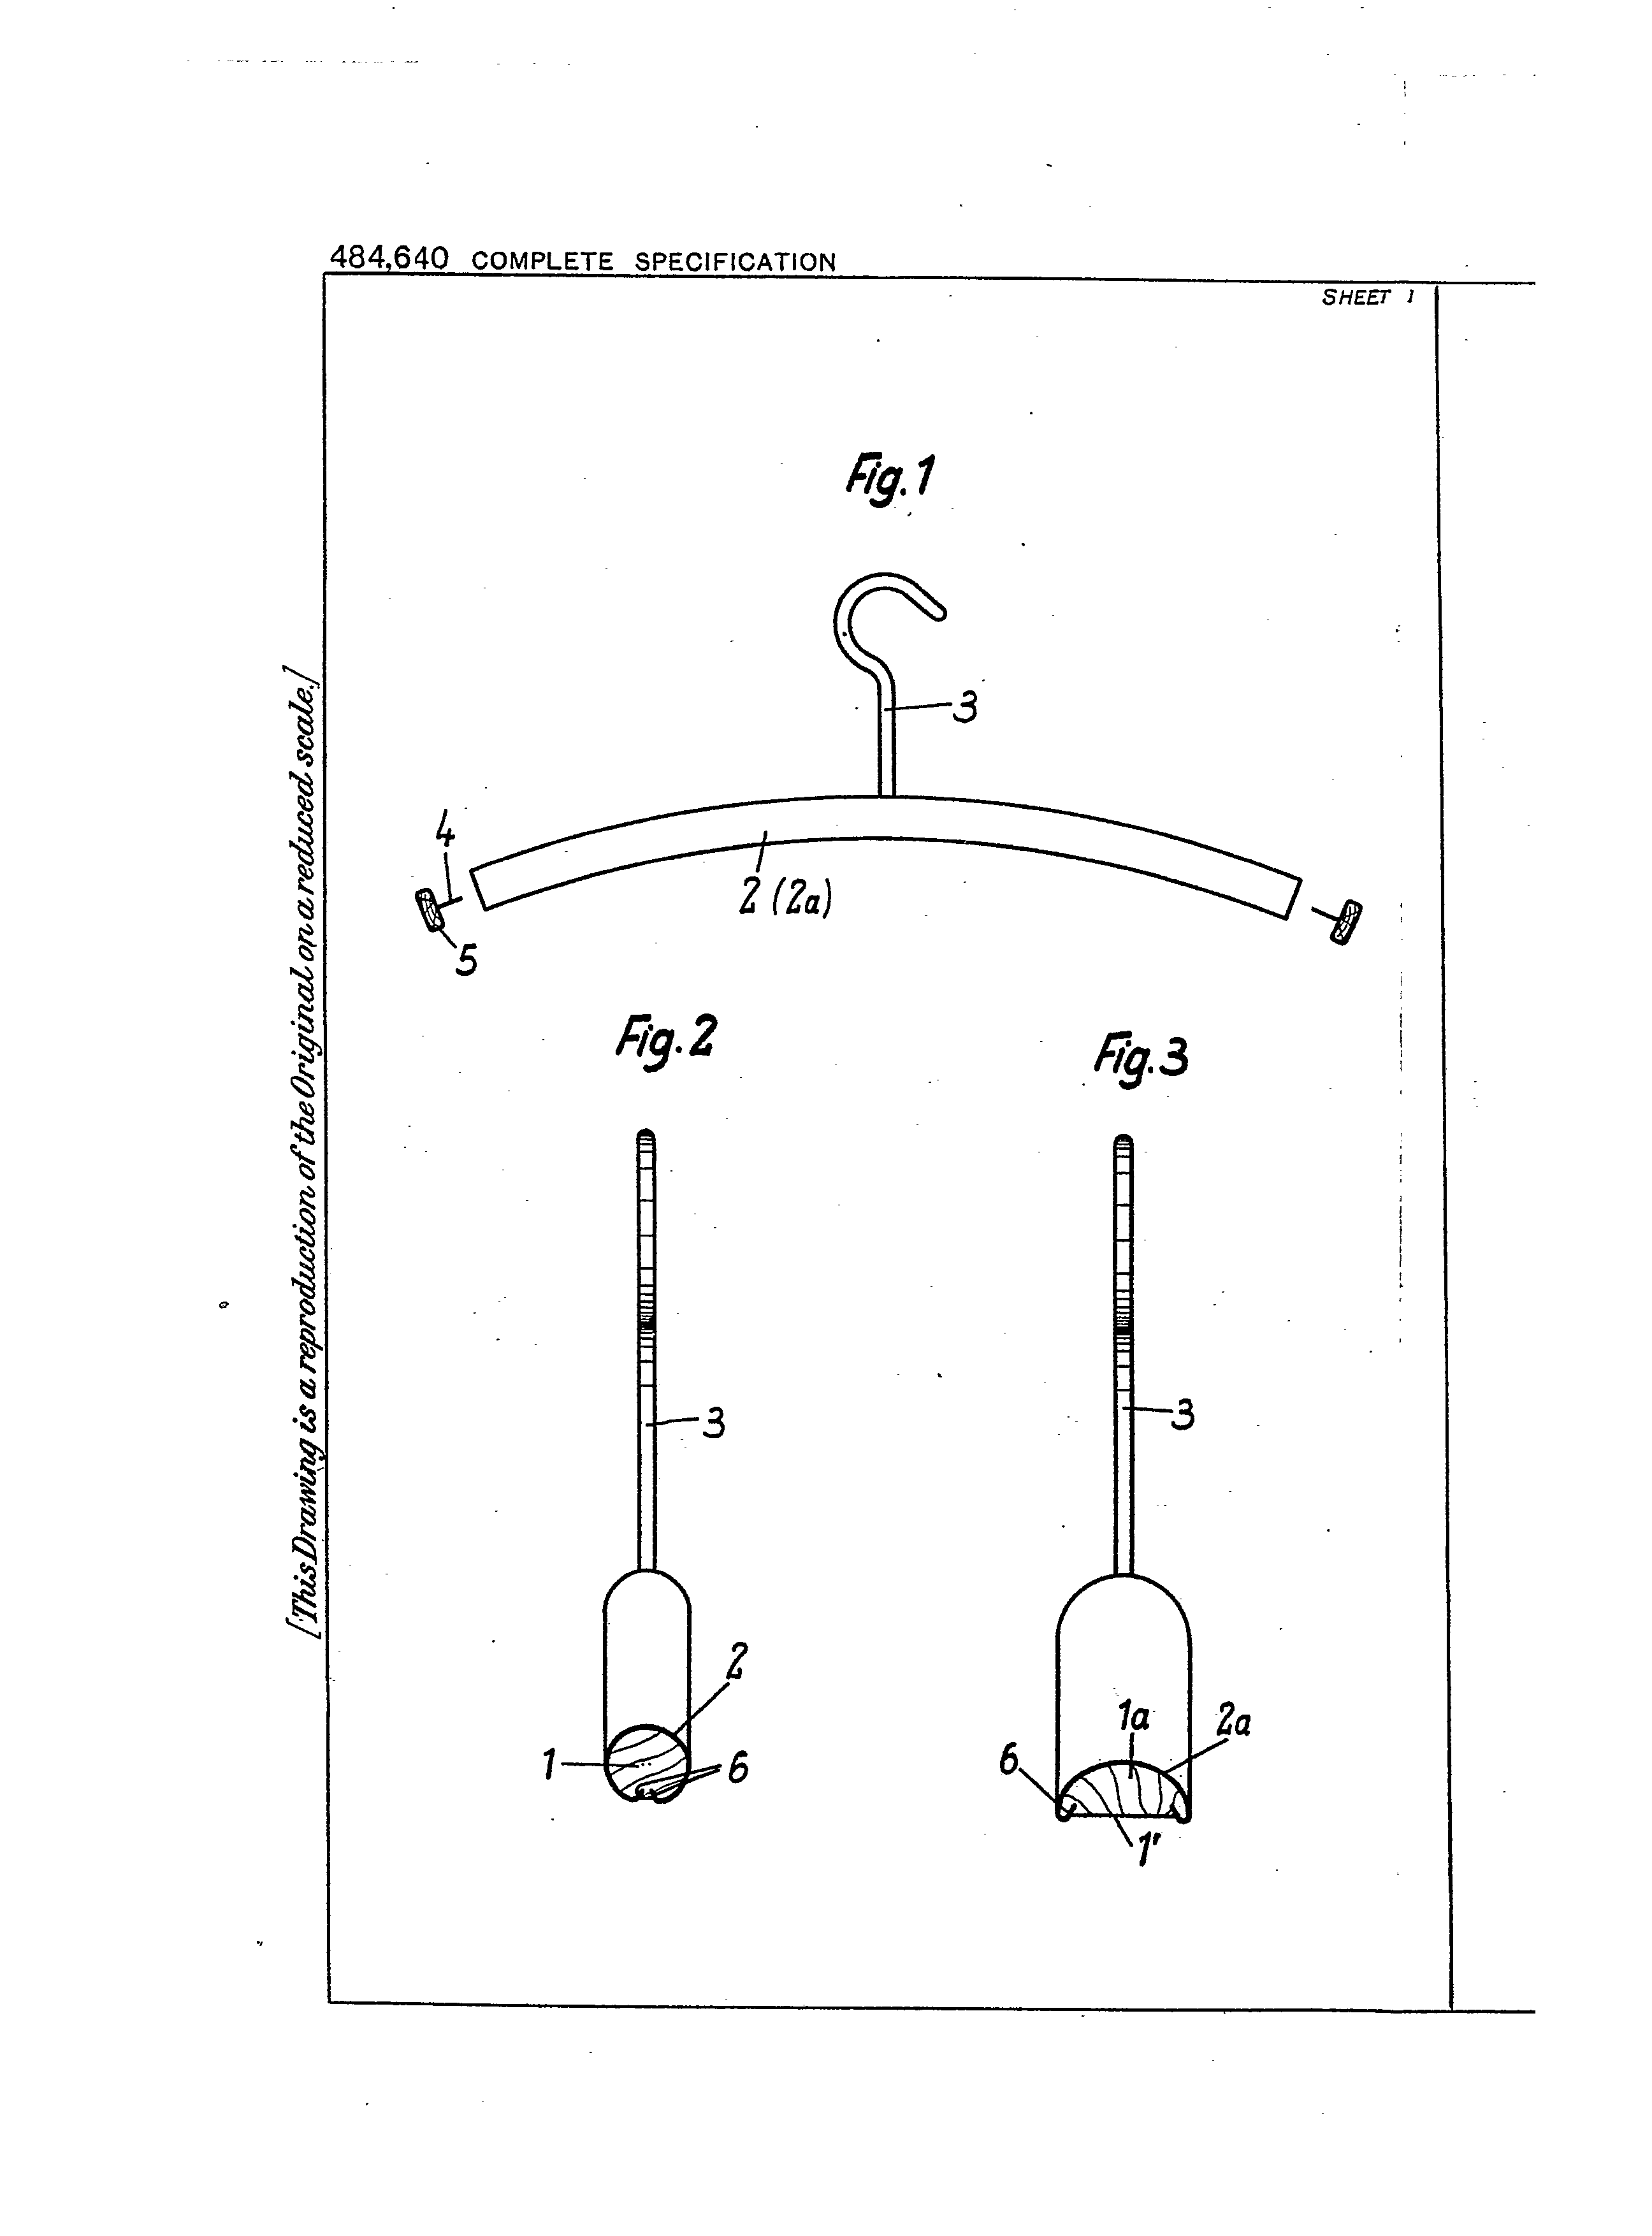 484,640 COMPLETE SPECIFICATION
SHEET 1
[This Drawing is a reproduction of the Original on a reduced scale.]
Fig.1
3
4
2 (2a)
5
Fig.2
Fig.3
3
3
2
1
6
1a
2a
6
1'